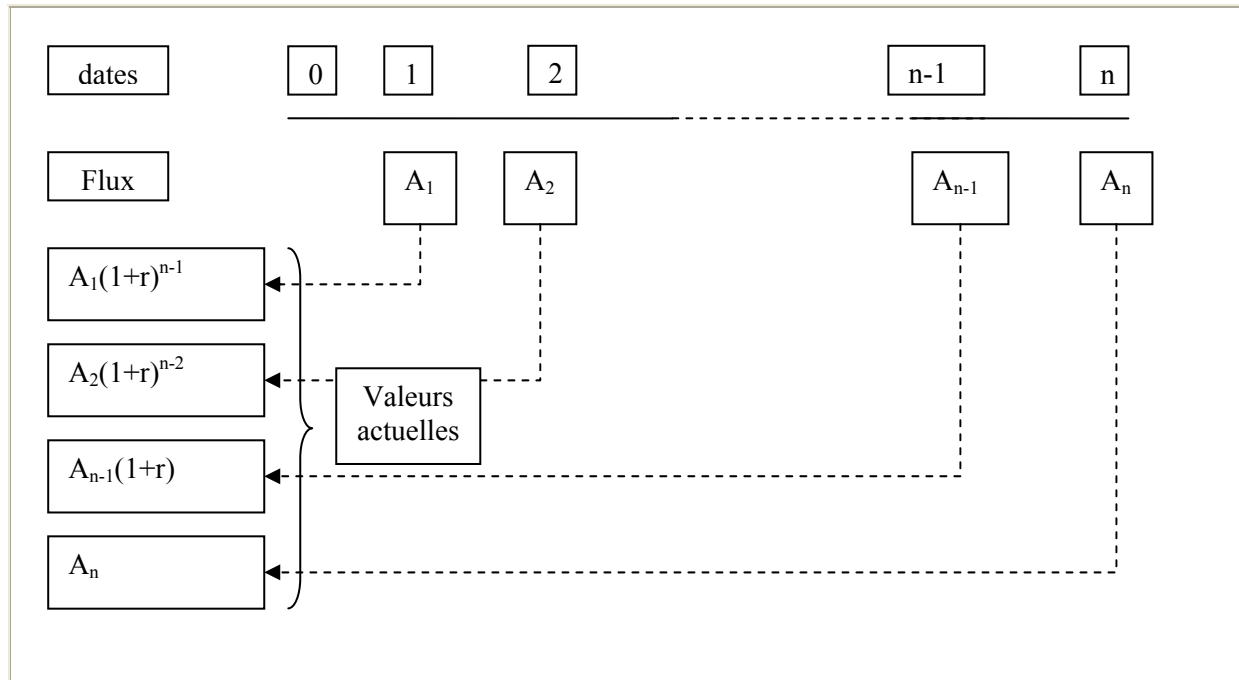 dates 0 1 2 n-1 n
Flux A₁ A₂ Aₙ₋₁ Aₙ
A₁(1+r)ⁿ⁻¹
A₂(1+r)ⁿ⁻²
Valeurs
actuelles
Aₙ₋₁(1+r)
Aₙ